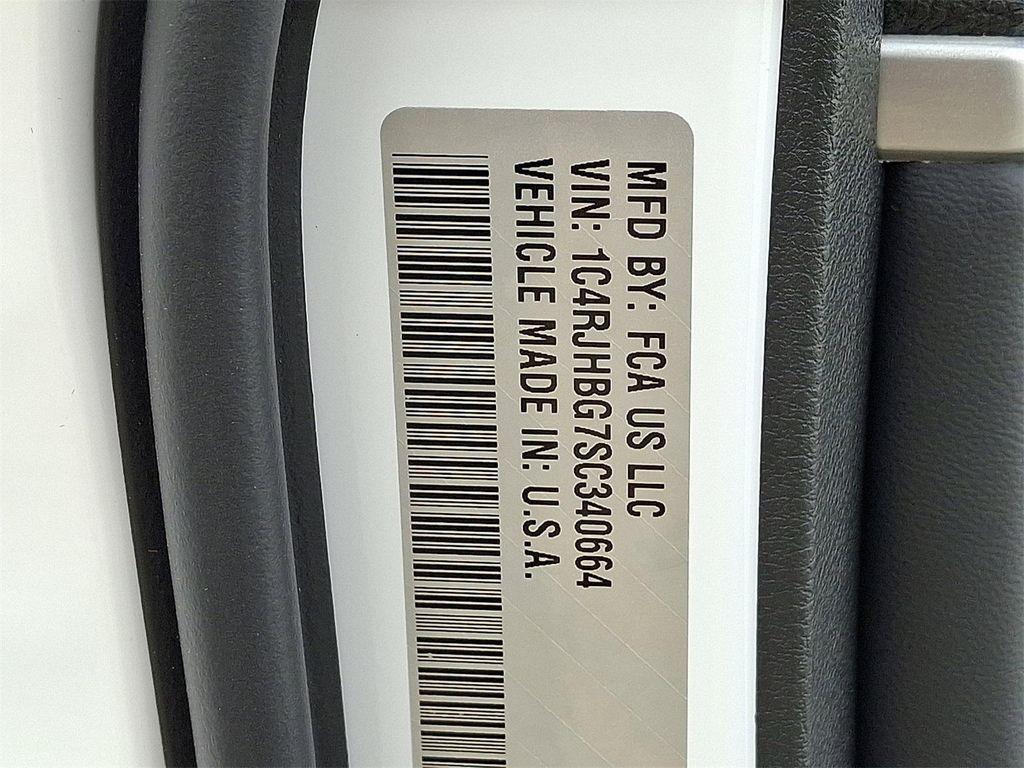 MFD BY: FCA US LLC
VIN: 1C4RJHBG7SC340664
VEHICLE MADE IN: U.S.A.